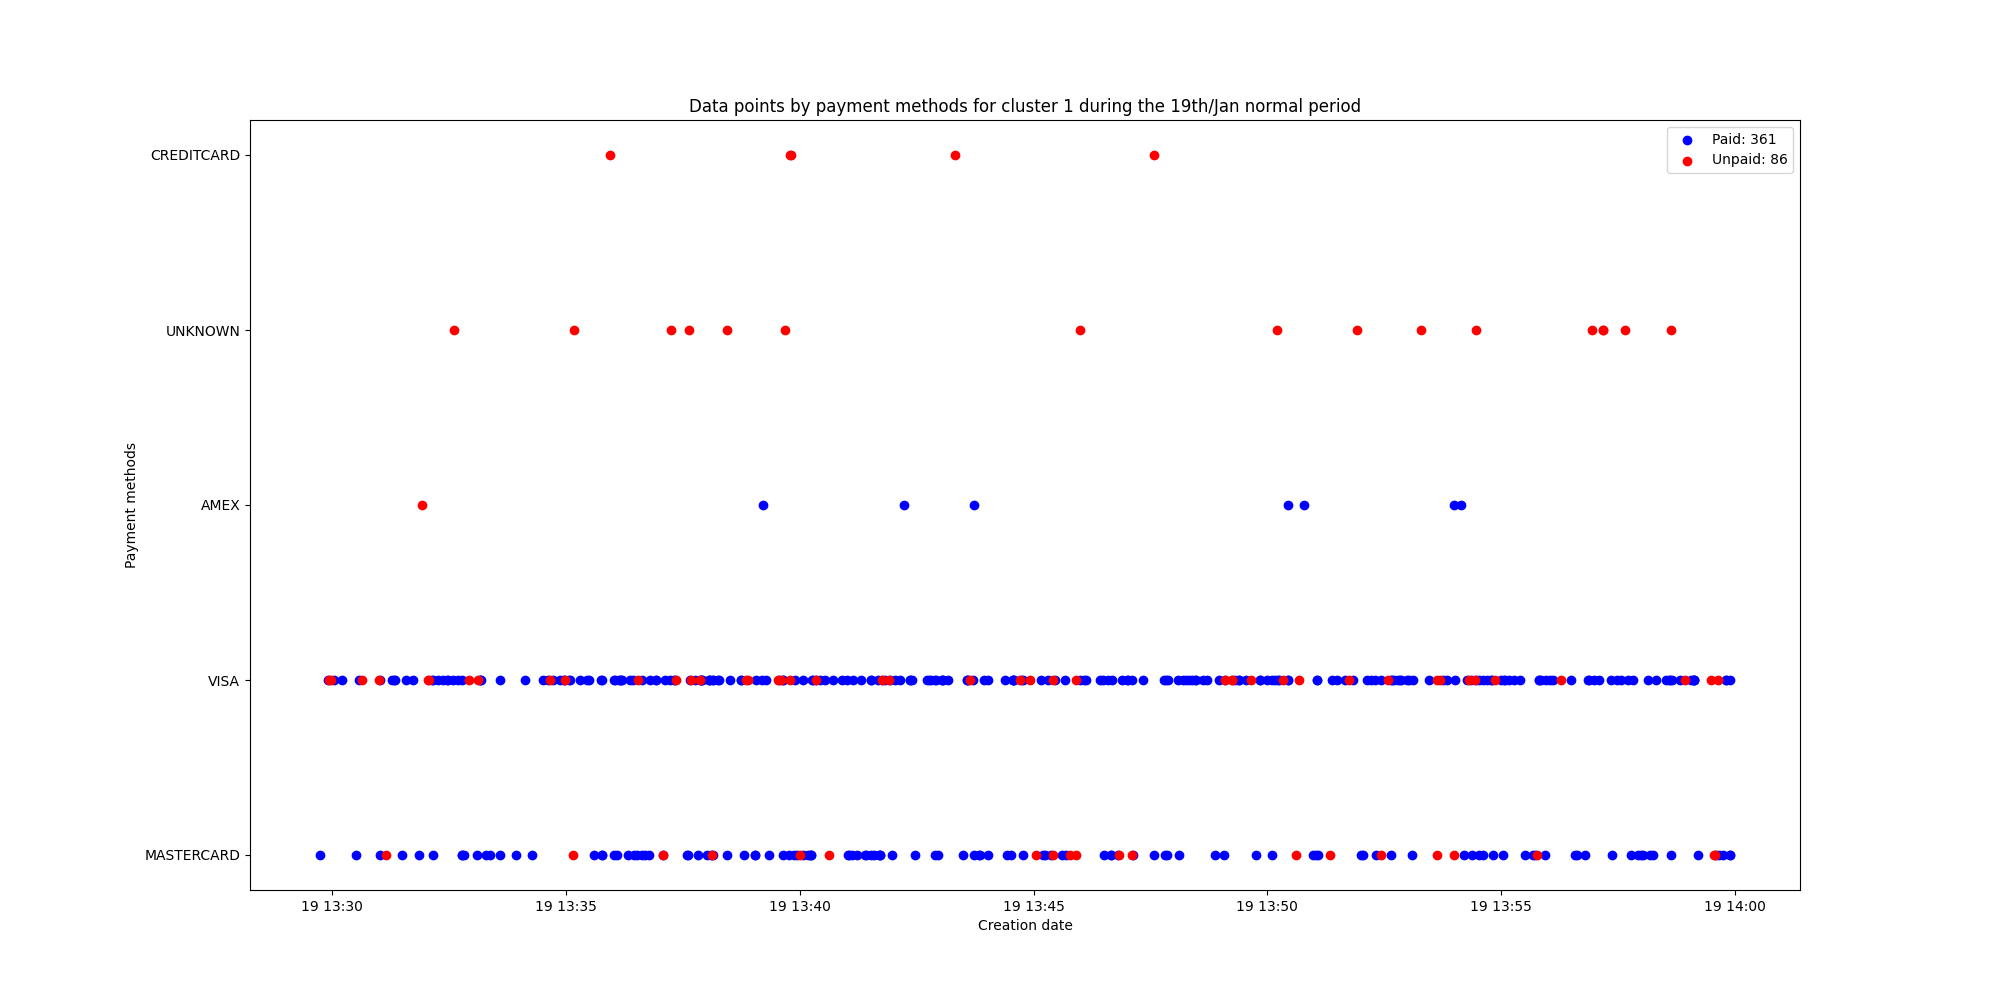 Data points by payment methods for cluster 1 during the 19th/Jan normal period
Paid: 361
Unpaid: 86
CREDITCARD
UNKNOWN
AMEX
VISA
MASTERCARD
Payment methods
19 13:30 19 13:35 19 13:40 19 13:45 19 13:50 19 13:55 19 14:00
Creation date